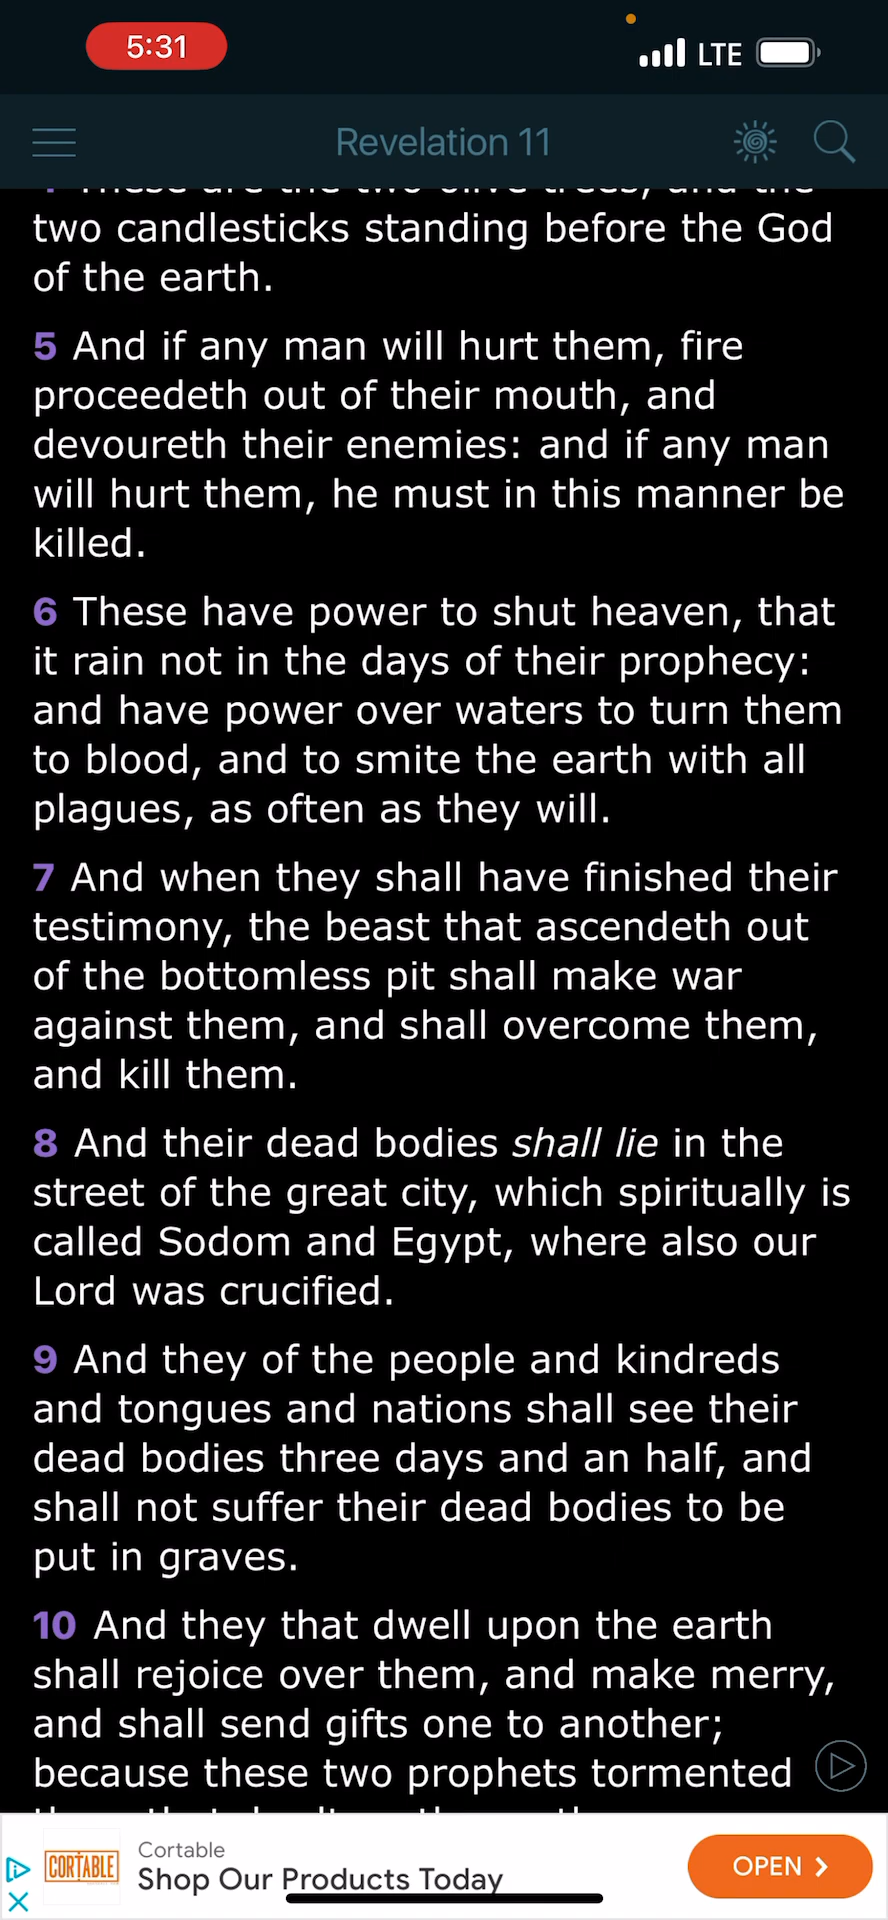 5:31
LTE
Revelation 11
4 These are the two olive trees, and the
two candlesticks standing before the God
of the earth.
5 And if any man will hurt them, fire
proceedeth out of their mouth, and
devoureth their enemies: and if any man
will hurt them, he must in this manner be
killed.
6 These have power to shut heaven, that
it rain not in the days of their prophecy:
and have power over waters to turn them
to blood, and to smite the earth with all
plagues, as often as they will.
7 And when they shall have finished their
testimony, the beast that ascendeth out
of the bottomless pit shall make war
against them, and shall overcome them,
and kill them.
8 And their dead bodies shall lie in the
street of the great city, which spiritually is
called Sodom and Egypt, where also our
Lord was crucified.
9 And they of the people and kindreds
and tongues and nations shall see their
dead bodies three days and an half, and
shall not suffer their dead bodies to be
put in graves.
10 And they that dwell upon the earth
shall rejoice over them, and make merry,
and shall send gifts one to another;
because these two prophets tormented
CORTABLE
Cortable
Shop Our Products Today
OPEN